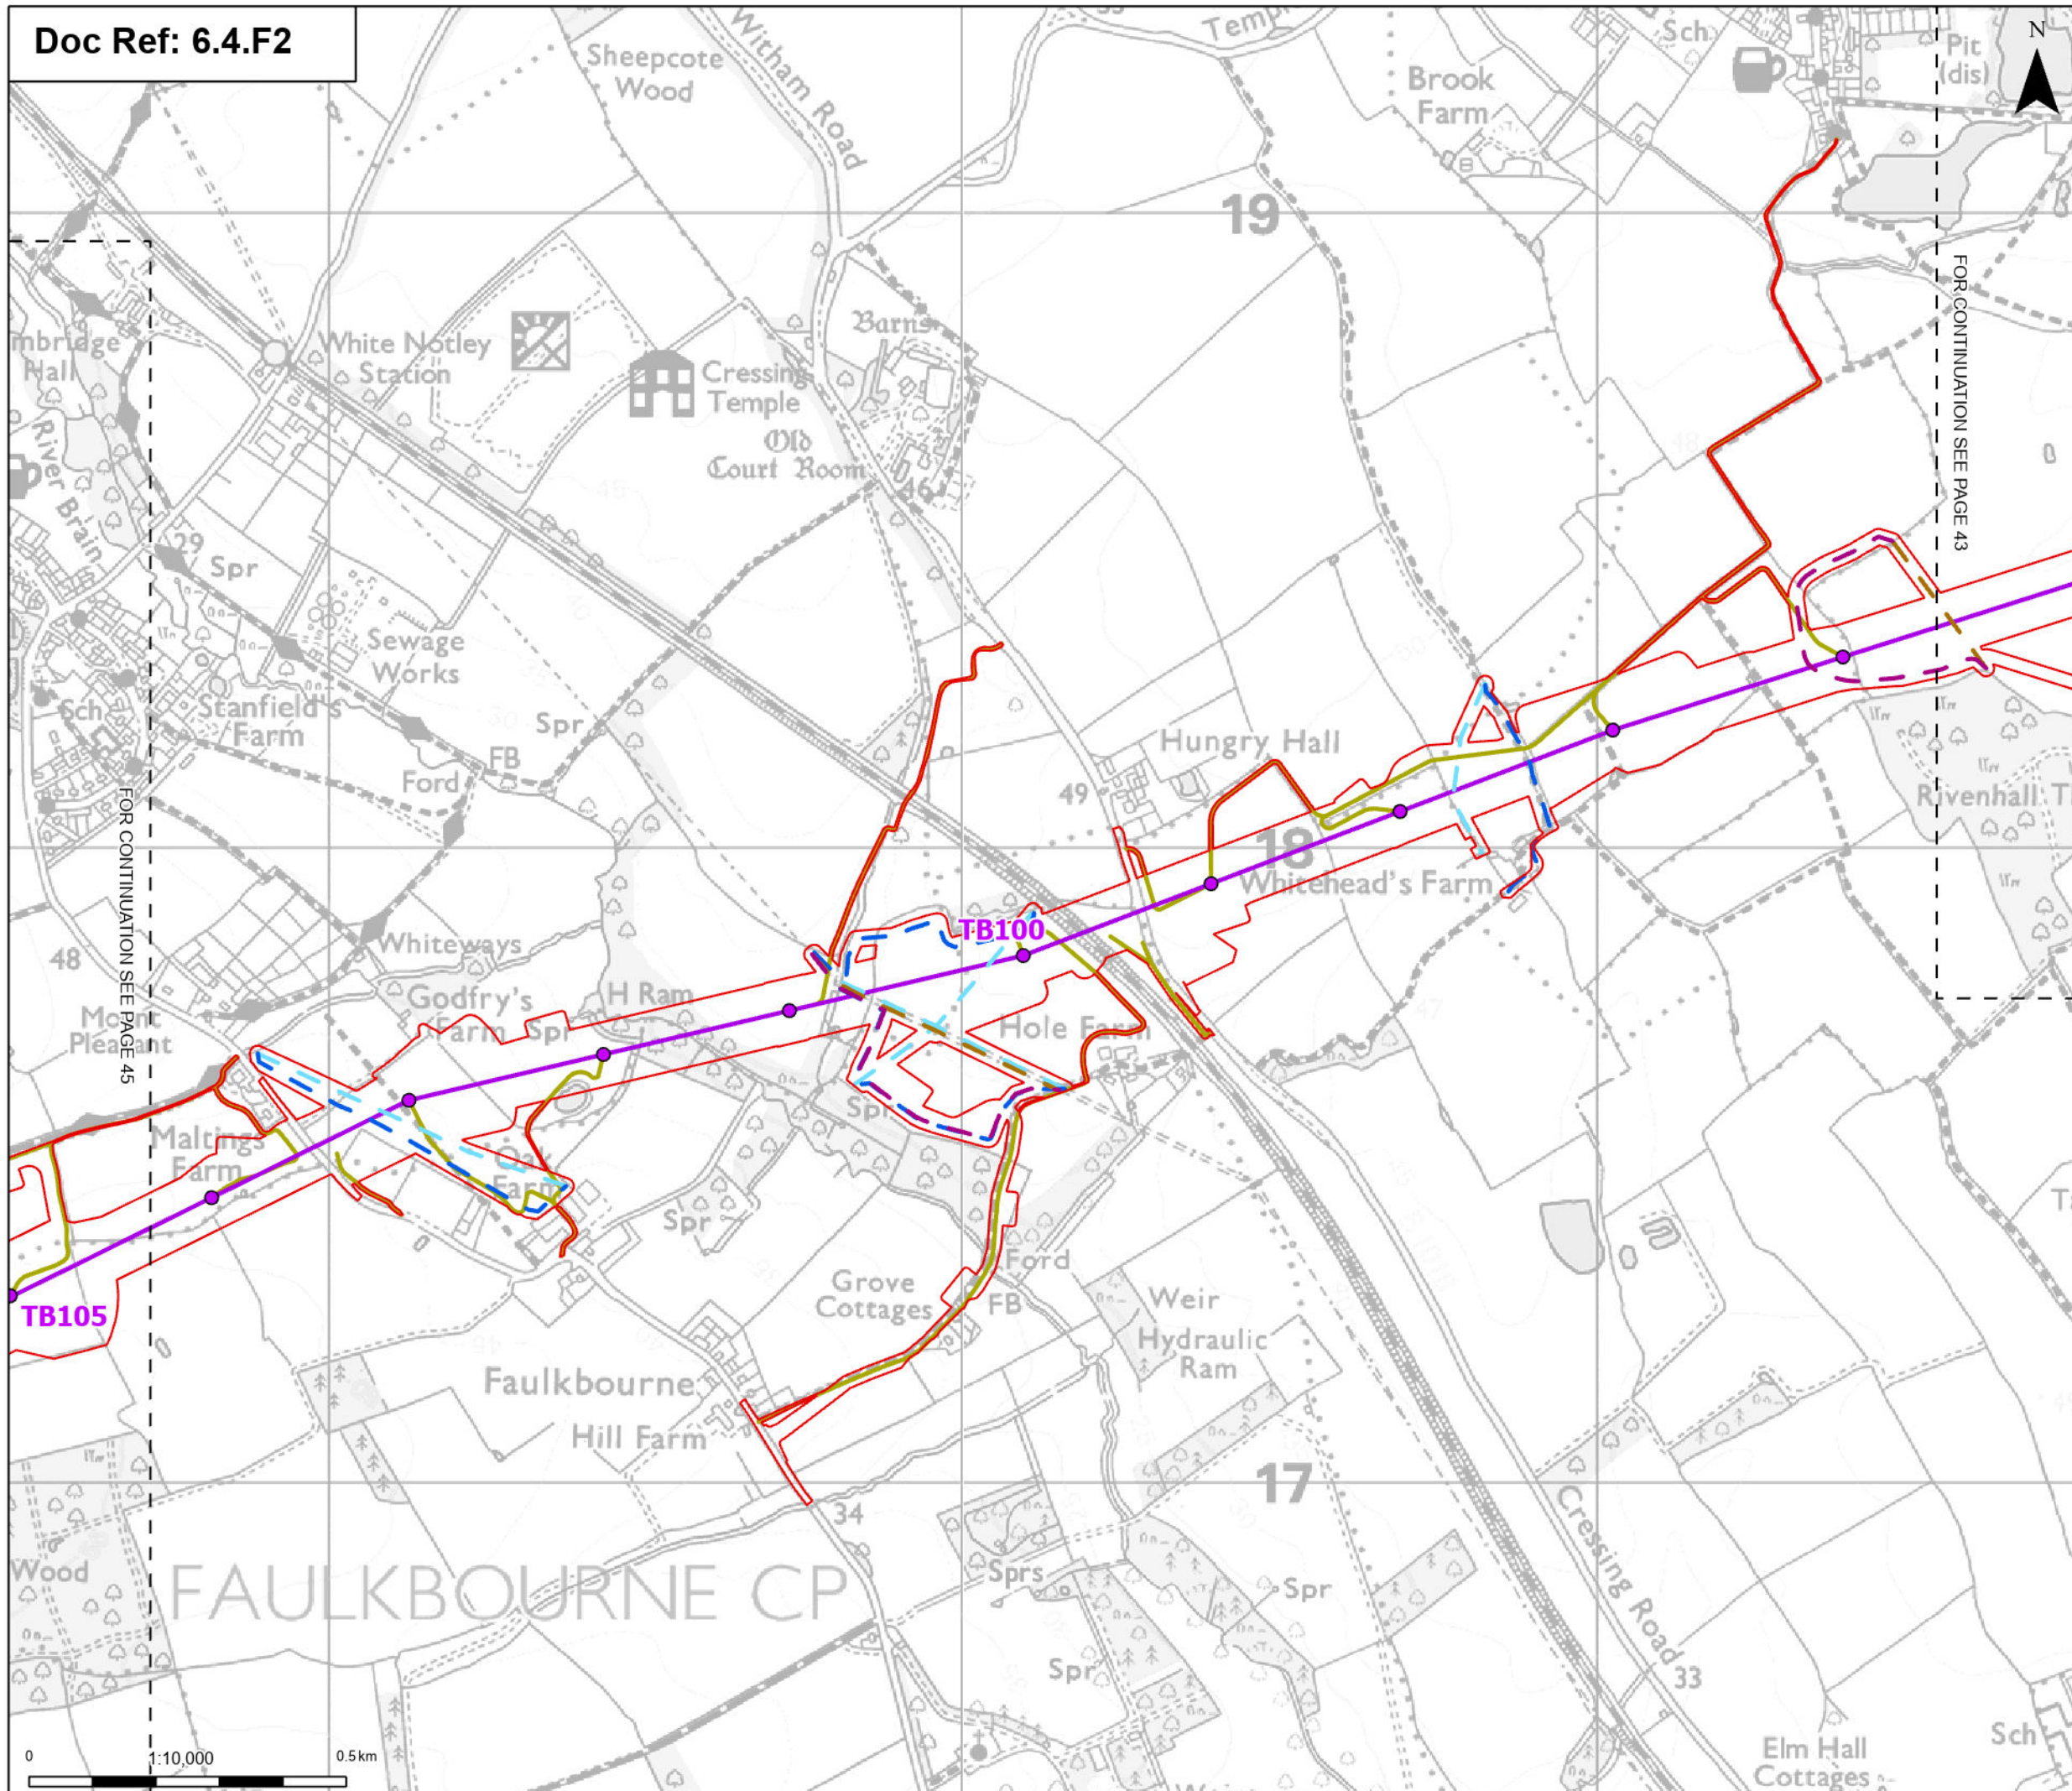 Doc Ref: 6.4.F2
Sheepcote
Wood
Witham Road
Brook
Farm
Sch
Pit
(dis)
N
19
White Notley
Station
Cressing
Temple
Barns
Old
Court Room
46
Hall
River Brain
29
Spr
Sewage
Works
Stanfield's
Farm
Sch
Spr
FB
Ford
FOR CONTINUATION SEE PAGE 43
Hungry Hall
49
18
Whitehead's Farm
TB100
48
Whiteways
Godfry's
Farm
Spr
H Ram
Hole Farm
47
Mount
Pleasant
FOR CONTINUATION SEE PAGE 45
Maltings
Farm
Oak
Farm
Spr
Spr
TB105
Grove
Cottages
Ford
FB
Weir
Hydraulic
Ram
Faulkbourne
Hill Farm
34
17
Wood
FAULKBOURNE CP
Sprs
Spr
Spr
Cressing Road
33
Elm Hall
Cottages
Sch
0
1:10,000
0.5 km